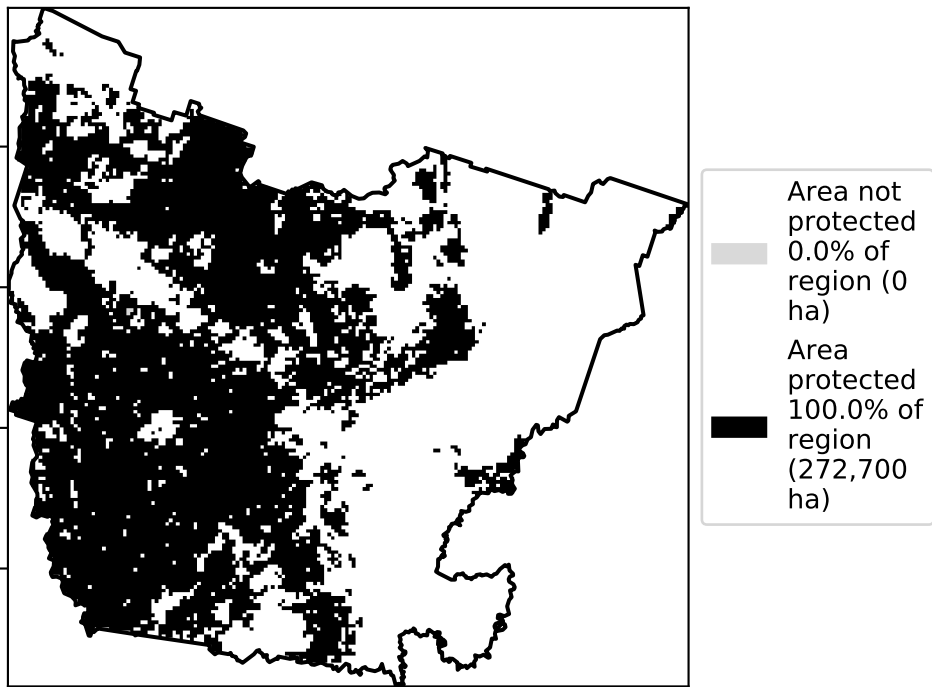 Area not
protected
0.0% of
region (0
ha)
Area
protected
100.0% of
region
(272,700
ha)